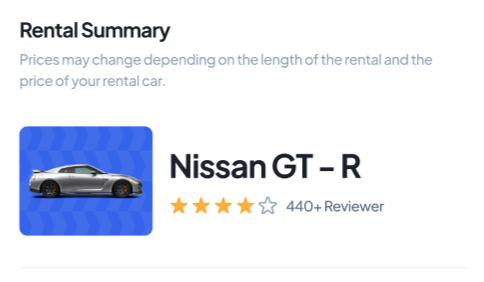 Rental Summary
Prices may change depending on the length of the rental and the
price of your rental car.
Nissan GT – R
440+ Reviewer